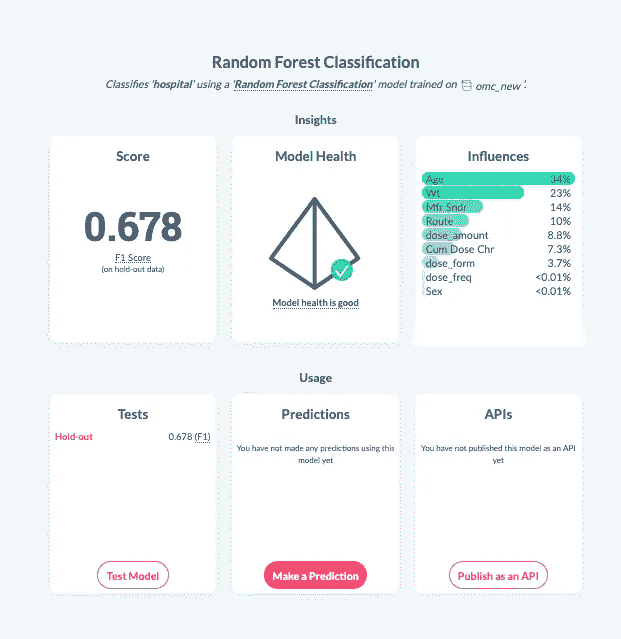 Random Forest Classification
Classifies 'hospital' using a 'Random Forest Classification' model trained on omc_new '.
Insights
Score
0.678
F1 Score
(on hold-out data)
Model Health
Model health is good
Influences
Age 34%
Wt 23%
Mfr Sndr 14%
Route 10%
dose_amount 8.8%
Cum Dose Chr 7.3%
dose_form 3.7%
dose_freq <0.01%
Sex <0.01%
Usage
Tests
Hold-out 0.678 (F1)
Test Model
Predictions
You have not made any predictions using this
model yet
Make a Prediction
APIs
You have not published this model as an API
yet
Publish as an API